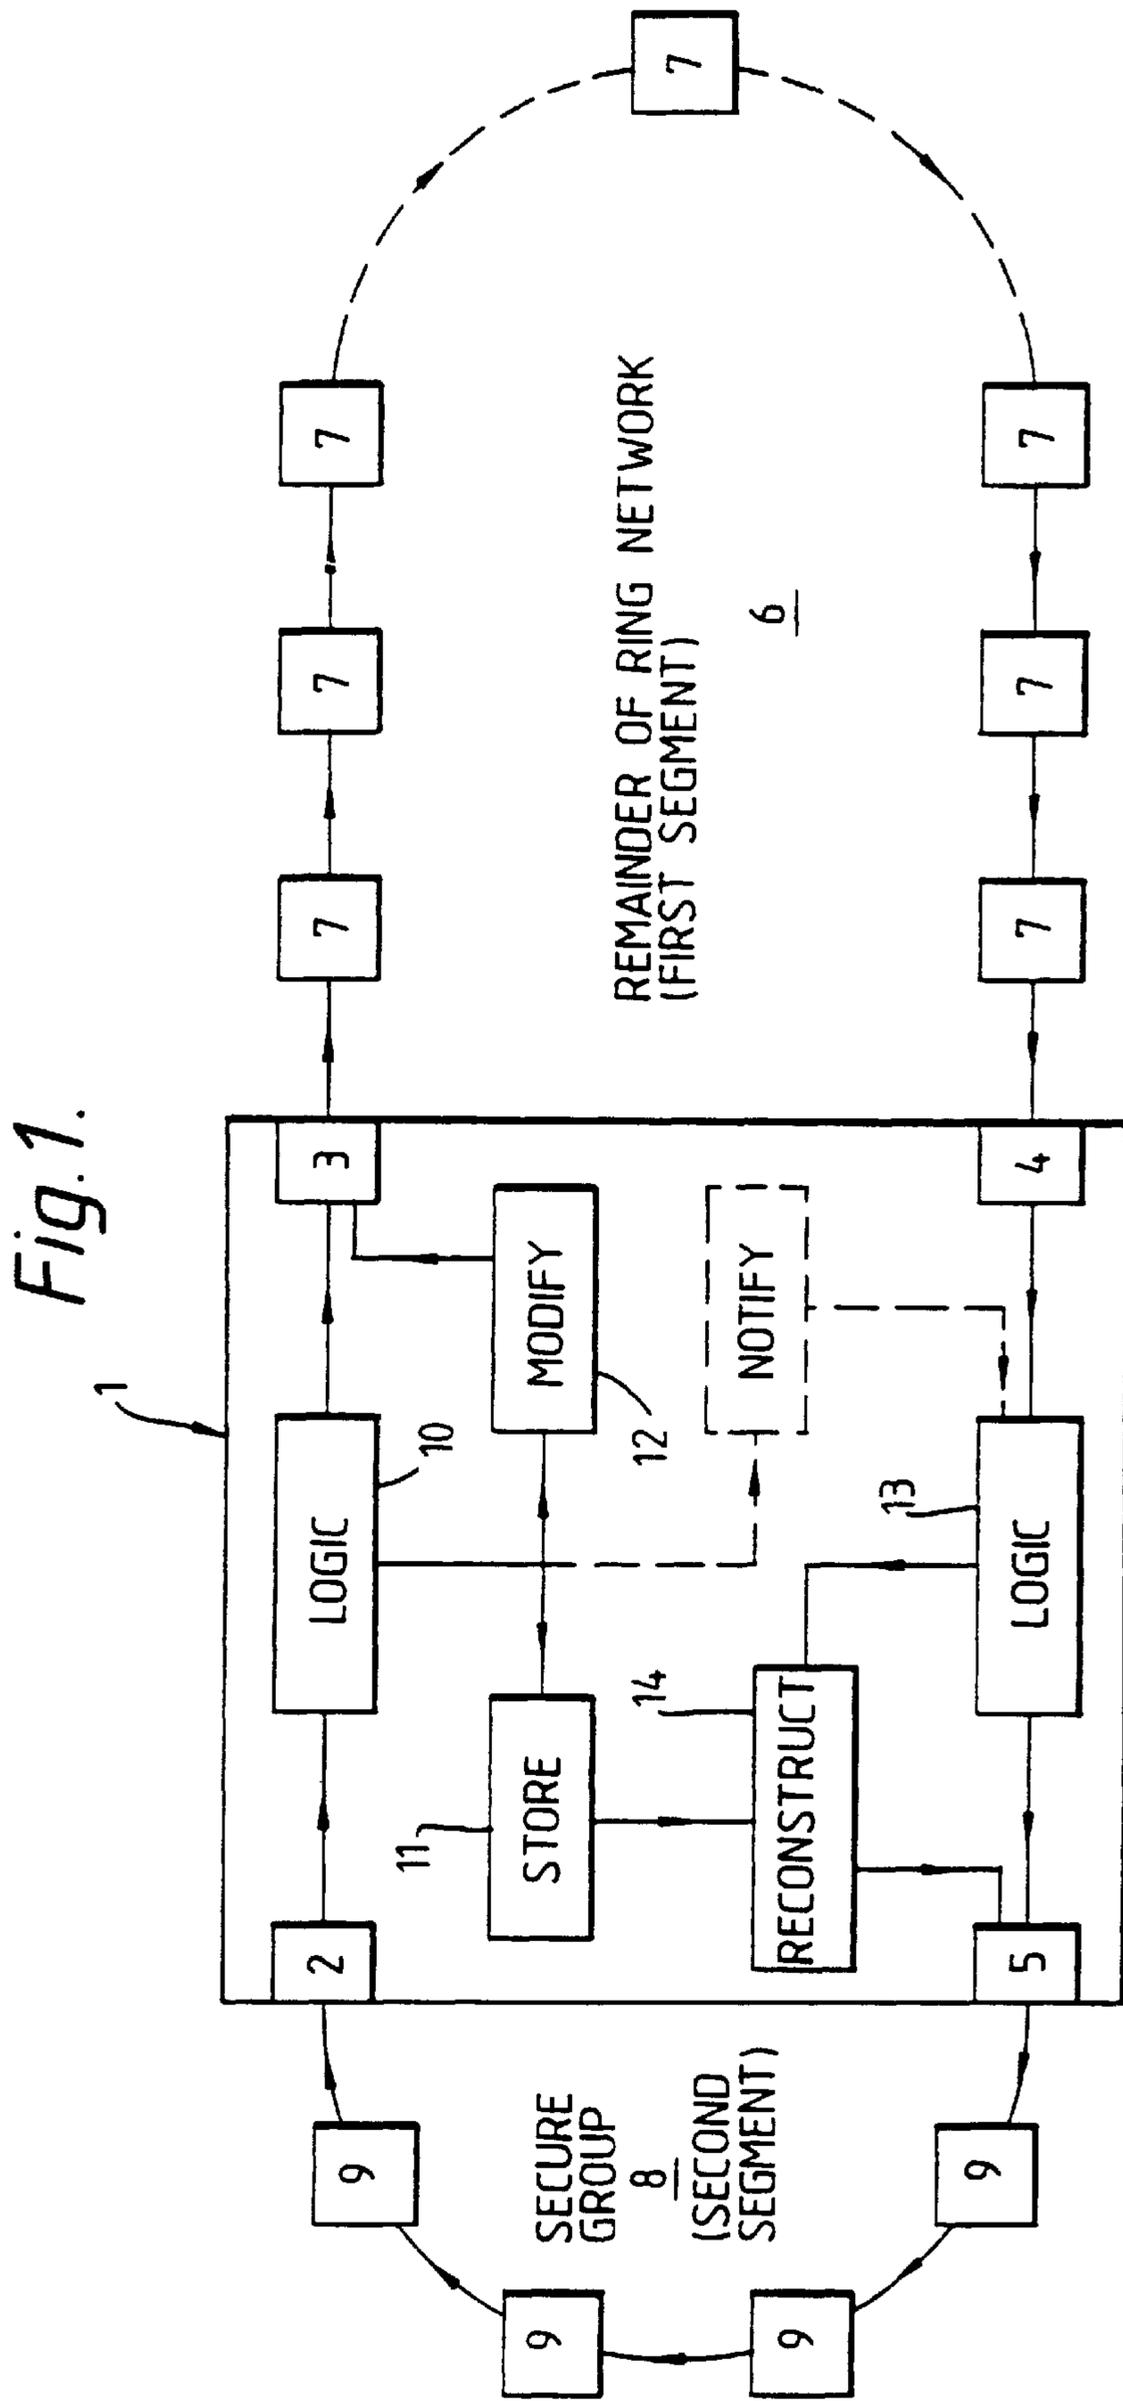 Fig.1.
1
2
LOGIC
10
3
7
7
7
7
STORE
11
MODIFY
12
NOTIFY
RECONSTRUCT
14
LOGIC
13
5
4
7
7
7
9
9
9
9
SECURE
GROUP
8
(SECOND
SEGMENT)
REMAINDER OF RING NETWORK
(FIRST SEGMENT)
6